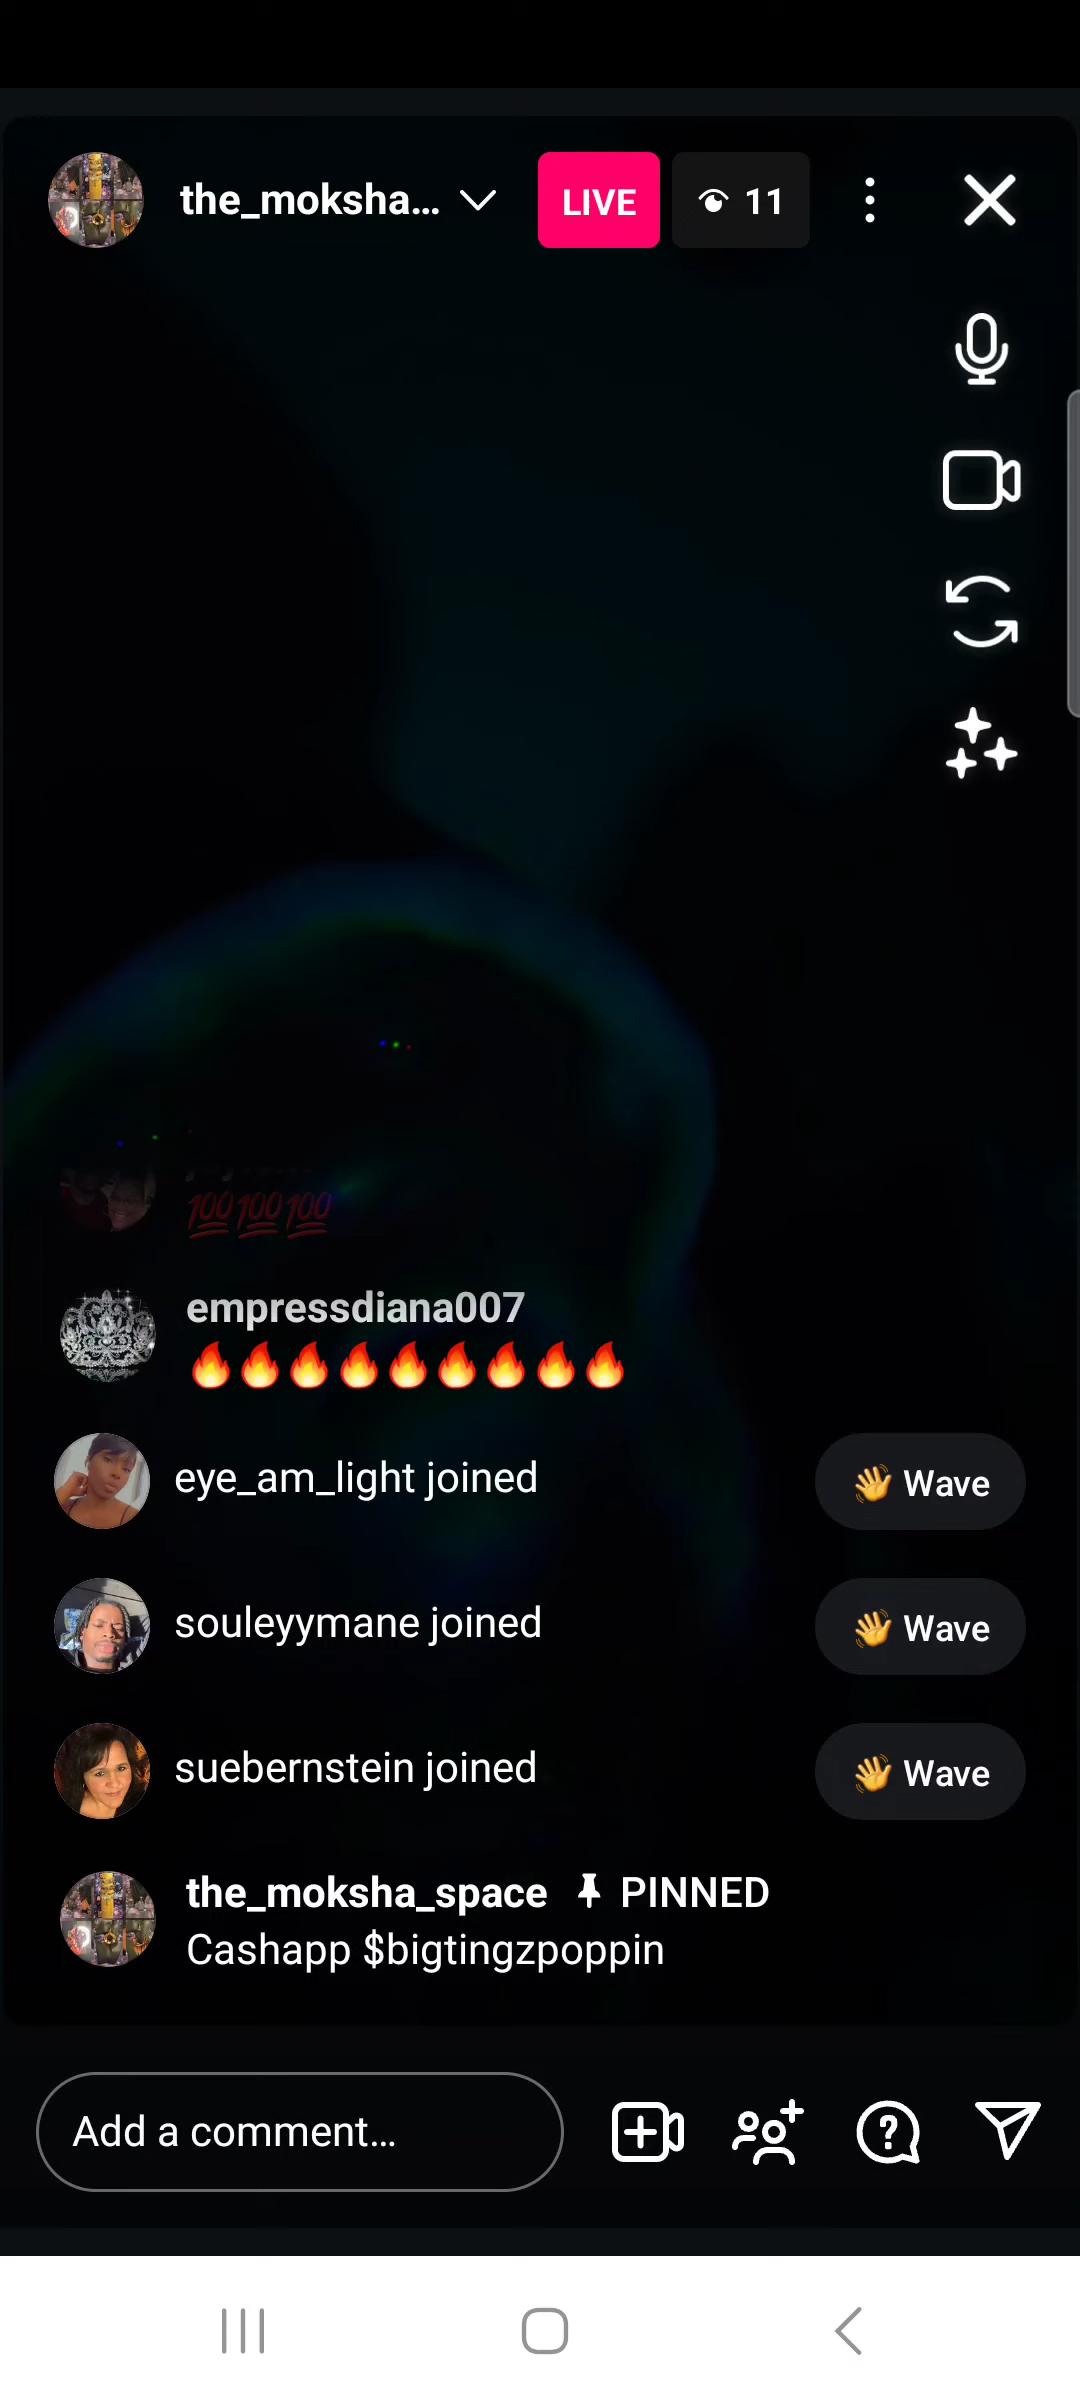 the_moksha...
LIVE
11
💯💯💯
empressdiana007
🔥🔥🔥🔥🔥🔥🔥🔥🔥
eye_am_light joined
👋 Wave
souleyymane joined
👋 Wave
suebernstein joined
👋 Wave
the_moksha_space PINNED
Cashapp $bigtingzpoppin
Add a comment...